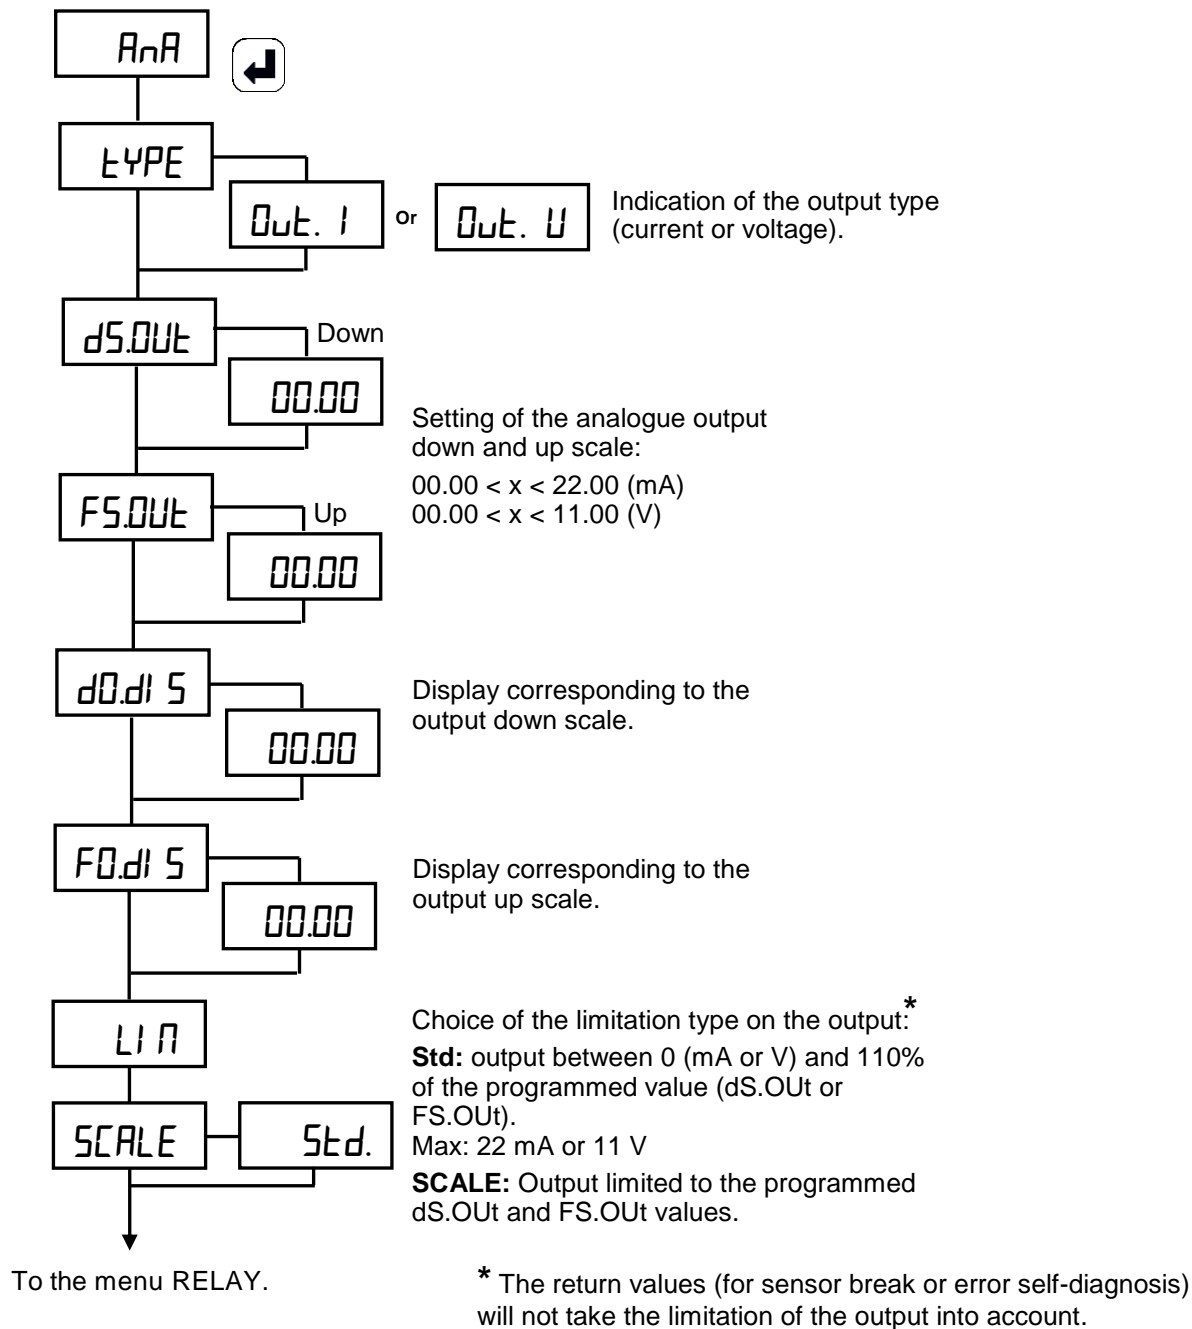 AnA
tYPE
Out. I
Or
Out. U
Indication of the output type
(current or voltage).
dS.OUt
Down
00.00
Setting of the analogue output
down and up scale:
00.00 < x < 22.00 (mA)
00.00 < x < 11.00 (V)
FS.OUt
Up
00.00
dO.dIS
00.00
Display corresponding to the
output down scale.
FO.dIS
00.00
Display corresponding to the
output up scale.
LIM
Choice of the limitation type on the output:*
Std: output between 0 (mA or V) and 110%
of the programmed value (dS.OUt or
FS.OUt).
Max: 22 mA or 11 V
SCALE
Std.
SCALE: Output limited to the programmed
dS.OUt and FS.OUt values.
To the menu RELAY.
* The return values (for sensor break or error self-diagnosis)
will not take the limitation of the output into account.